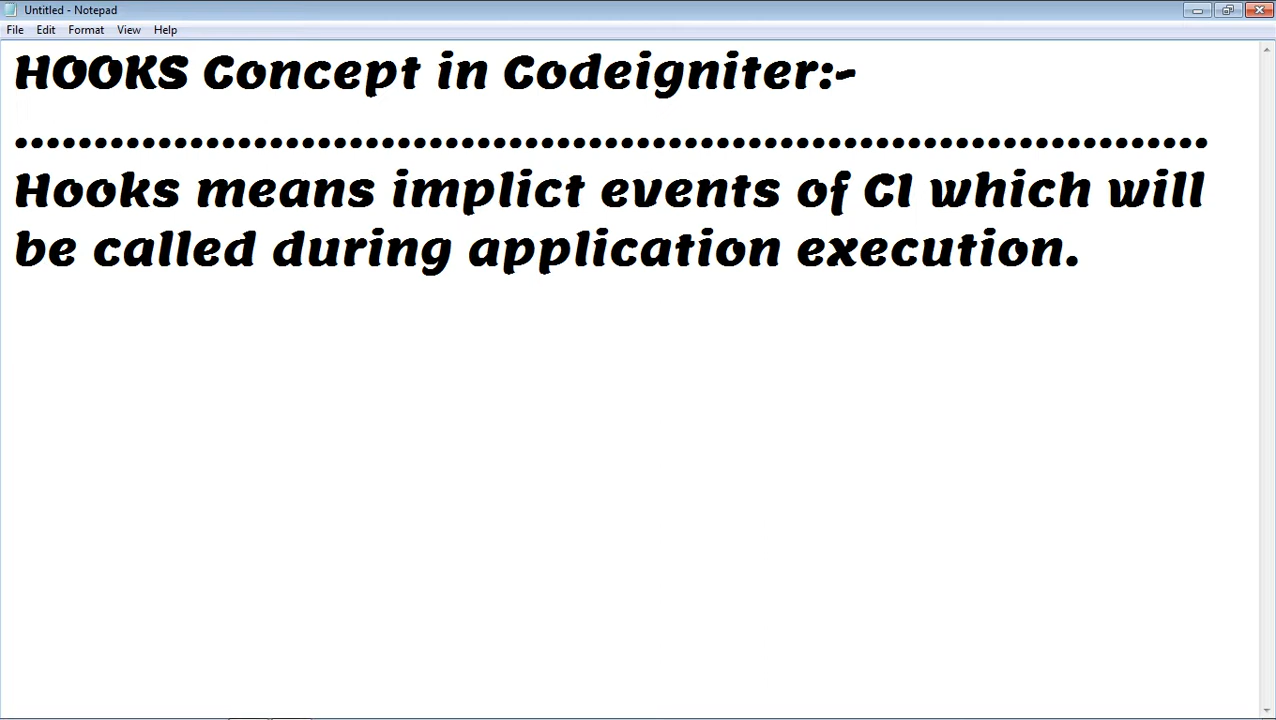 Untitled - Notepad
File Edit Format View Help
HOOKS Concept in Codeigniter:-
............................................................................
Hooks means implict events of CI which will
be called during application execution.